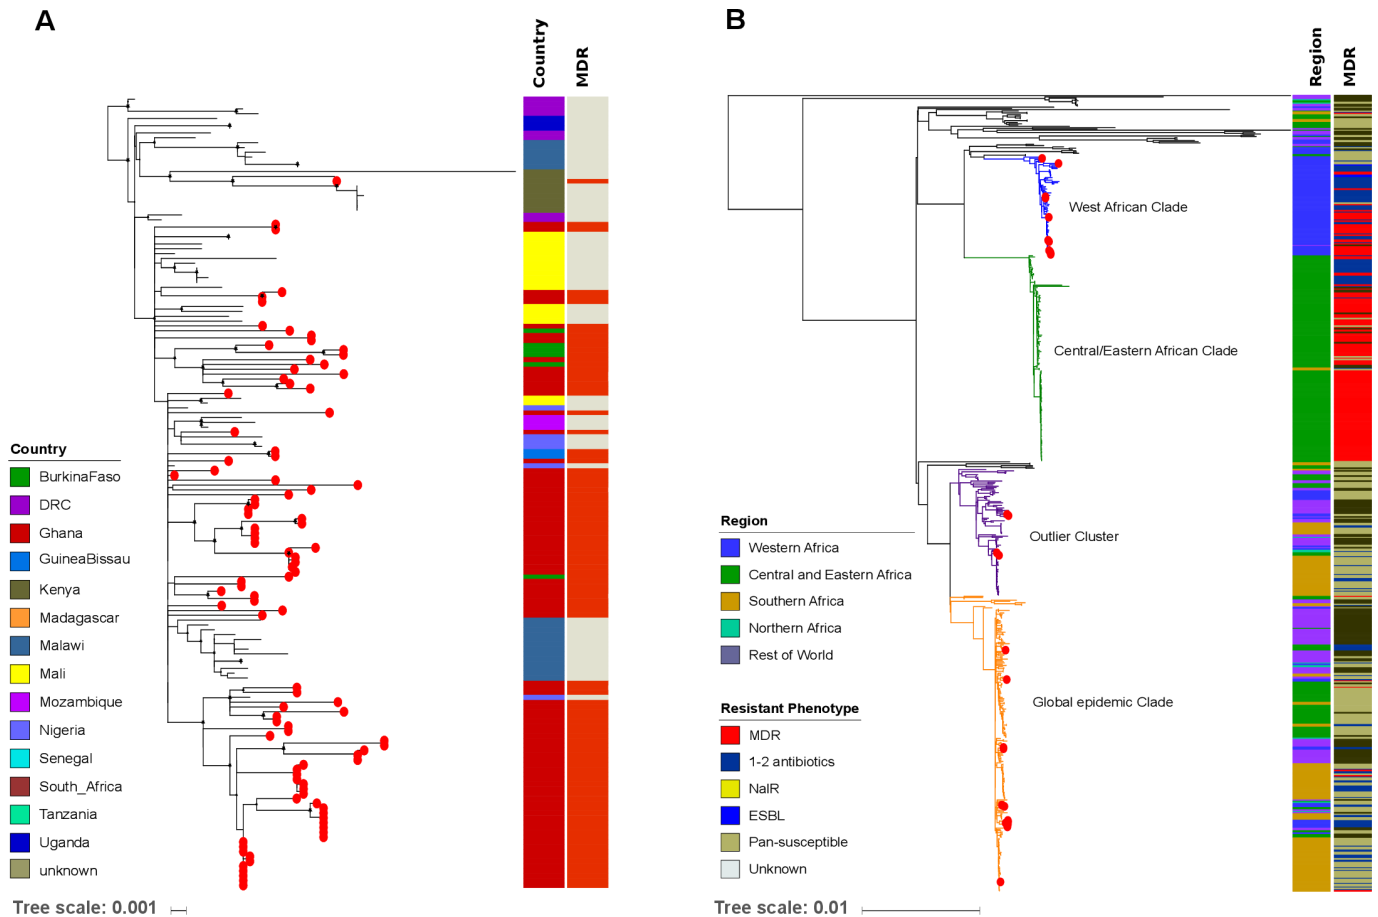 A
Country
MDR
Country
BurkinaFaso
DRC
Ghana
GuineaBissau
Kenya
Madagascar
Malawi
Mali
Mozambique
Nigeria
Senegal
South_Africa
Tanzania
Uganda
unknown
Tree scale: 0.001
B
Region
MDR
West African Clade
Central/Eastern African Clade
Outlier Cluster
Global epidemic Clade
Region
Western Africa
Central and Eastern Africa
Southern Africa
Northern Africa
Rest of World
Resistant Phenotype
MDR
1-2 antibiotics
NalR
ESBL
Pan-susceptible
Unknown
Tree scale: 0.01